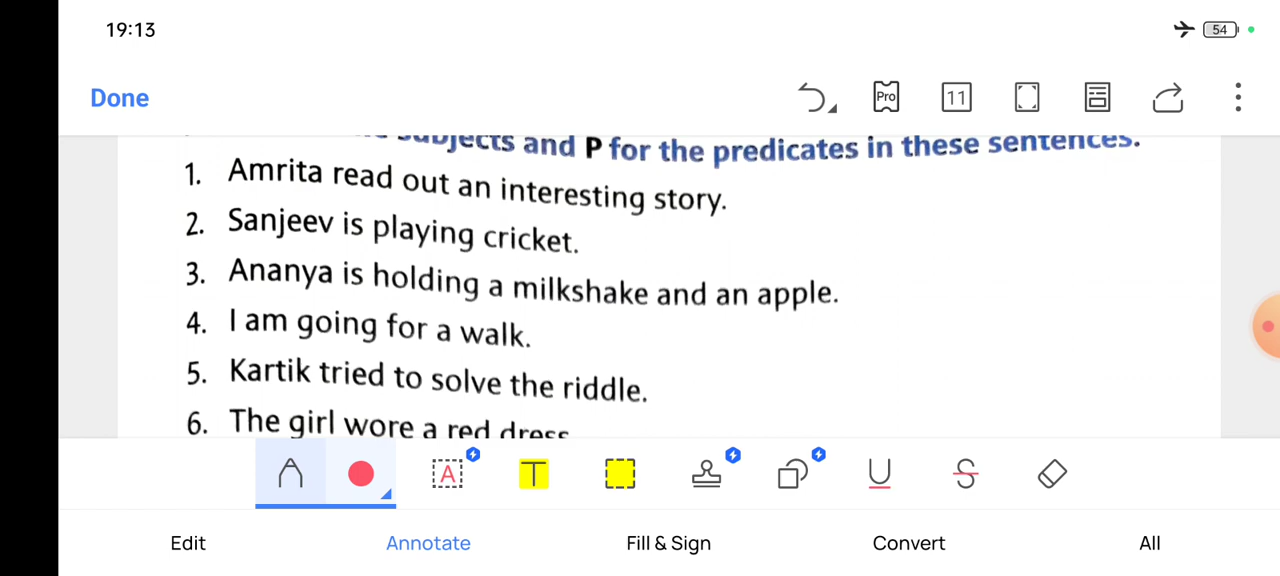 19:13
54
Done
Pro
11
subjects and P for the predicates in these sentences.
1. Amrita read out an interesting story.
2. Sanjeev is playing cricket.
3. Ananya is holding a milkshake and an apple.
4. I am going for a walk.
5. Kartik tried to solve the riddle.
6. The girl wore a red dress
A
T
U
S
Edit
Annotate
Fill & Sign
Convert
All